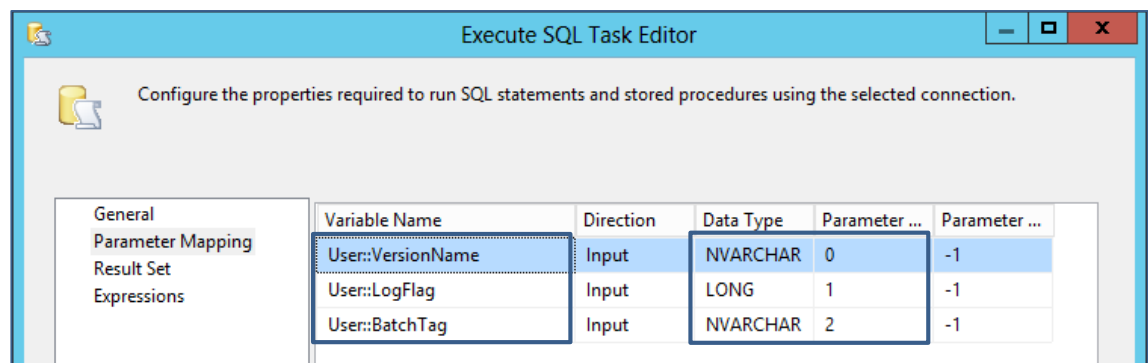 Execute SQL Task Editor
Configure the properties required to run SQL statements and stored procedures using the selected connection.
General
Parameter Mapping
Result Set
Expressions
Variable Name Direction Data Type Parameter ... Parameter ...
User::VersionName Input NVARCHAR 0 -1
User::LogFlag Input LONG 1 -1
User::BatchTag Input NVARCHAR 2 -1